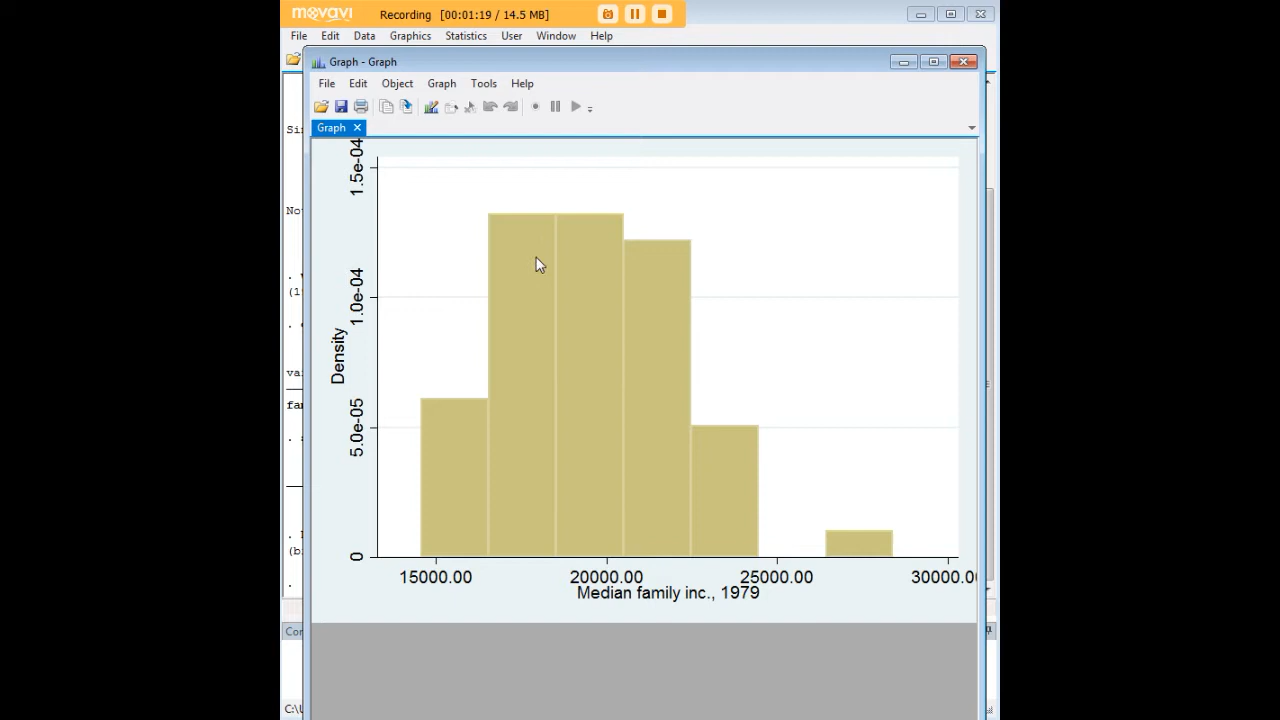 movavi Recording [00:01:19 / 14.5 MB]
File Edit Data Graphics Statistics User Window Help
Graph - Graph
File Edit Object Graph Tools Help
Graph
1.5e-04
1.0e-04
5.0e-05
0
Density
15000.00 20000.00 25000.00 30000.0
Median family inc., 1979